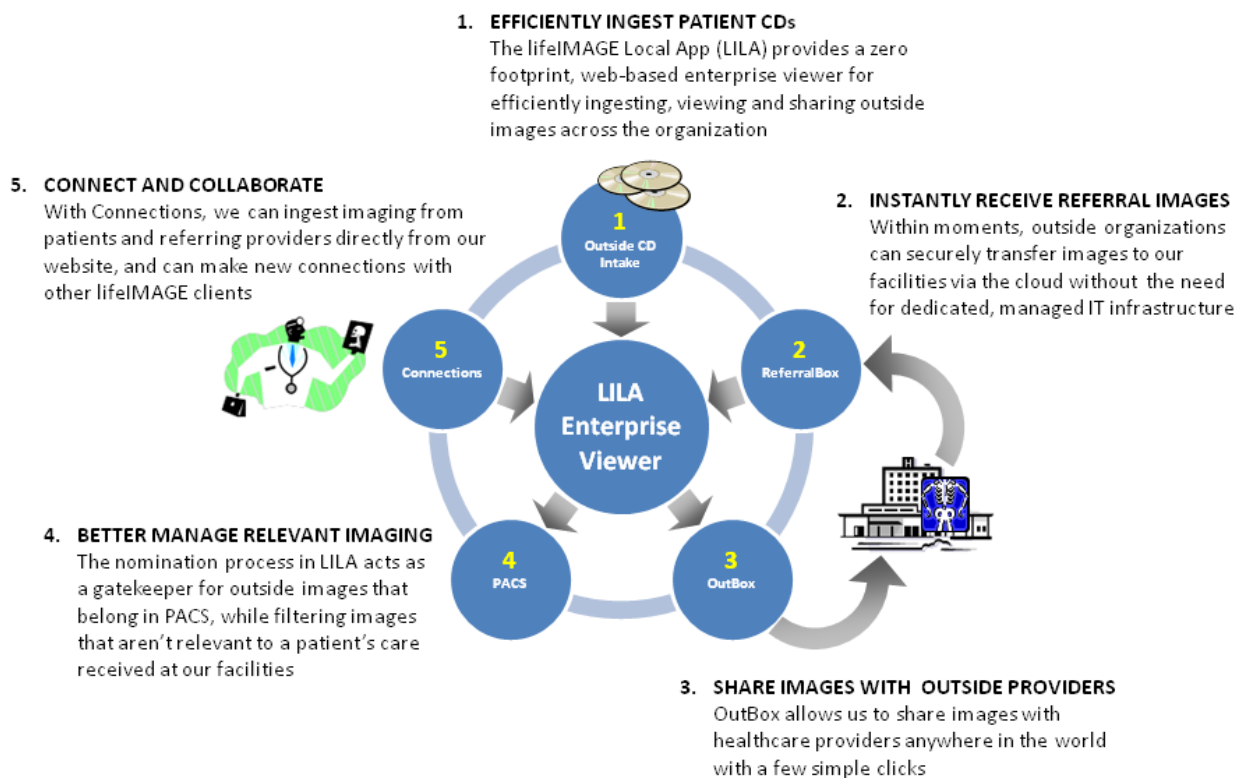 1. EFFICIENTLY INGEST PATIENT CDs
The lifeIMAGE Local App (LILA) provides a zero
footprint, web-based enterprise viewer for
efficiently ingesting, viewing and sharing outside
images across the organization
5. CONNECT AND COLLABORATE
With Connections, we can ingest imaging from
patients and referring providers directly from our
website, and can make new connections with
other lifeIMAGE clients
2. INSTANTLY RECEIVE REFERRAL IMAGES
Within moments, outside organizations
can securely transfer images to our
facilities via the cloud without the need
for dedicated, managed IT infrastructure
1
Outside CD
Intake
5
Connections
2
ReferralBox
LILA
Enterprise
Viewer
H
4
PACS
3
OutBox
4. BETTER MANAGE RELEVANT IMAGING
The nomination process in LILA acts as
a gatekeeper for outside images that
belong in PACS, while filtering images
that aren't relevant to a patient's care
received at our facilities
3. SHARE IMAGES WITH OUTSIDE PROVIDERS
OutBox allows us to share images with
healthcare providers anywhere in the world
with a few simple clicks